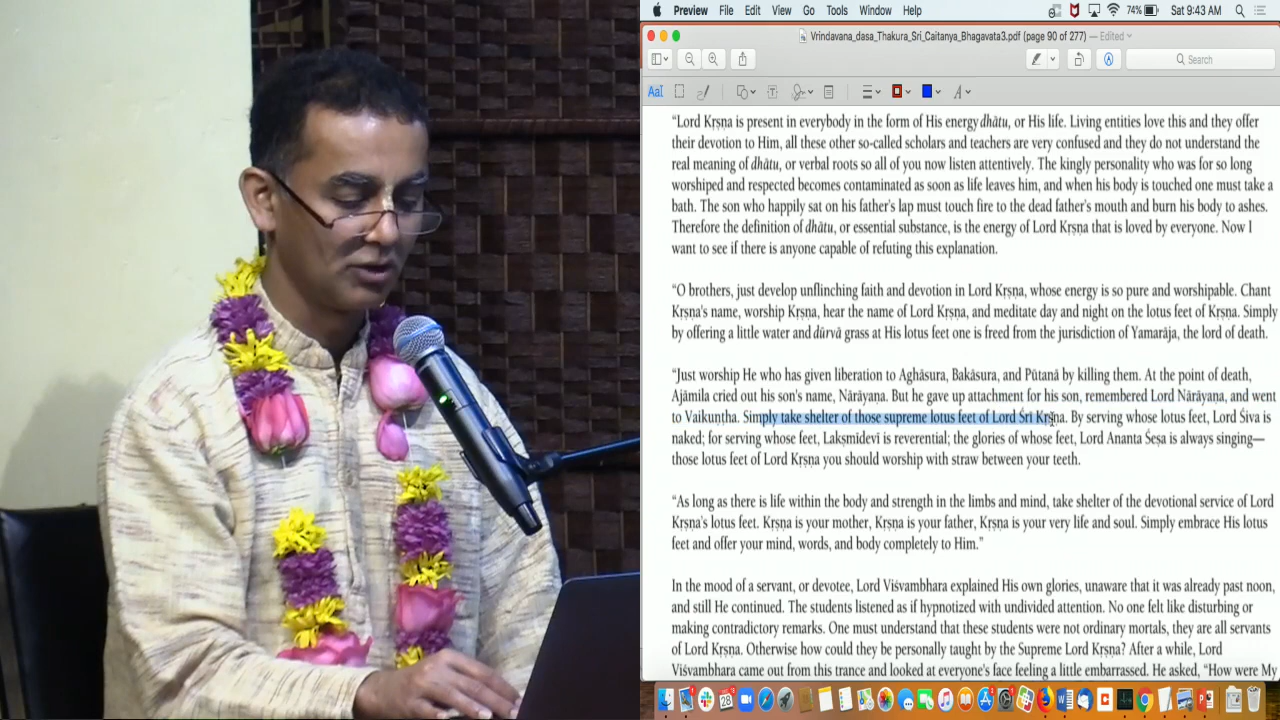 Preview File Edit View Go Tools Window Help 74% Sat 9:43 AM
Vrindavana_dasa_Thakura_Sri_Caitanya_Bhagavata3.pdf (page 90 of 277) — Edited
Search
“Lord Kṛṣṇa is present in everybody in the form of His energy dhātu, or His life. Living entities love this and they offer
their devotion to Him, all these other so-called scholars and teachers are very confused and they do not understand the
real meaning of dhātu, or verbal roots so all of you now listen attentively. The kingly personality who was for so long
worshiped and respected becomes contaminated as soon as life leaves him, and when his body is touched one must take a
bath. The son who happily sat on his father's lap must touch fire to the dead father's mouth and burn his body to ashes.
Therefore the definition of dhātu, or essential substance, is the energy of Lord Kṛṣṇa that is loved by everyone. Now I
want to see if there is anyone capable of refuting this explanation.
“O brothers, just develop unflinching faith and devotion in Lord Kṛṣṇa, whose energy is so pure and worshipable. Chant
Kṛṣṇa's name, worship Kṛṣṇa, hear the name of Lord Kṛṣṇa, and meditate day and night on the lotus feet of Kṛṣṇa. Simply
by offering a little water and dūrvā grass at His lotus feet one is freed from the jurisdiction of Yamarāja, the lord of death.
“Just worship He who has given liberation to Aghāsura, Bakāsura, and Pūtanā by killing them. At the point of death,
Ajāmila cried out his son's name, Nārāyaṇa. But he gave up attachment for his son, remembered Lord Nārāyaṇa, and went
to Vaikuṇṭha. Simply take shelter of those supreme lotus feet of Lord Śrī Kṛṣṇa. By serving whose lotus feet, Lord Śiva is
naked; for serving whose feet, Lakṣmīdevī is reverential; the glories of whose feet, Lord Ananta Śeṣa is always singing—
those lotus feet of Lord Kṛṣṇa you should worship with straw between your teeth.
“As long as there is life within the body and strength in the limbs and mind, take shelter of the devotional service of Lord
Kṛṣṇa's lotus feet. Kṛṣṇa is your mother, Kṛṣṇa is your father, Kṛṣṇa is your very life and soul. Simply embrace His lotus
feet and offer your mind, words, and body completely to Him.”
In the mood of a servant, or devotee, Lord Viśvambhara explained His own glories, unaware that it was already past noon,
and still He continued. The students listened as if hypnotized with undivided attention. No one felt like disturbing or
making contradictory remarks. One must understand that these students were not ordinary mortals, they are all servants
of Lord Kṛṣṇa. Otherwise how could they be personally taught by the Supreme Lord Kṛṣṇa? After a while, Lord
Viśvambhara came out from this trance and looked at everyone's face feeling a little embarrassed. He asked, “How were My